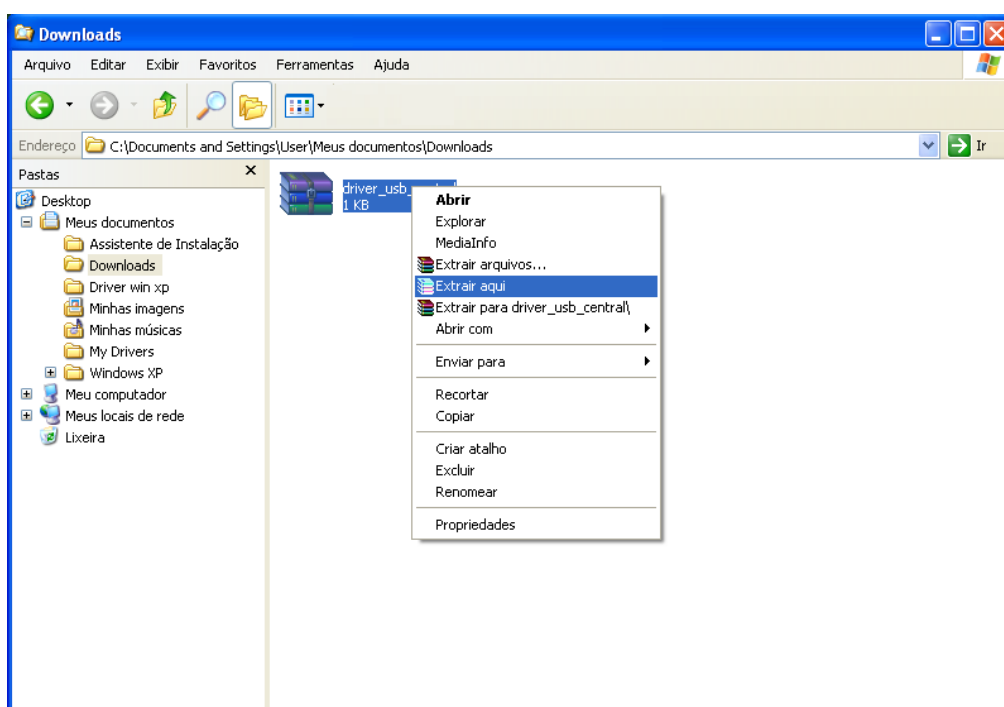 Downloads
Arquivo Editar Exibir Favoritos Ferramentas Ajuda
Endereço C:\Documents and Settings\User\Meus documentos\Downloads Ir
Pastas
Desktop
Meus documentos
Assistente de Instalação
Downloads
Driver win xp
Minhas imagens
Minhas músicas
My Drivers
Windows XP
Meu computador
Meus locais de rede
Lixeira
driver_usb_central
1 KB
Abrir
Explorar
MediaInfo
Extrair arquivos...
Extrair aqui
Extrair para driver_usb_central\
Abrir com
Enviar para
Recortar
Copiar
Criar atalho
Excluir
Renomear
Propriedades